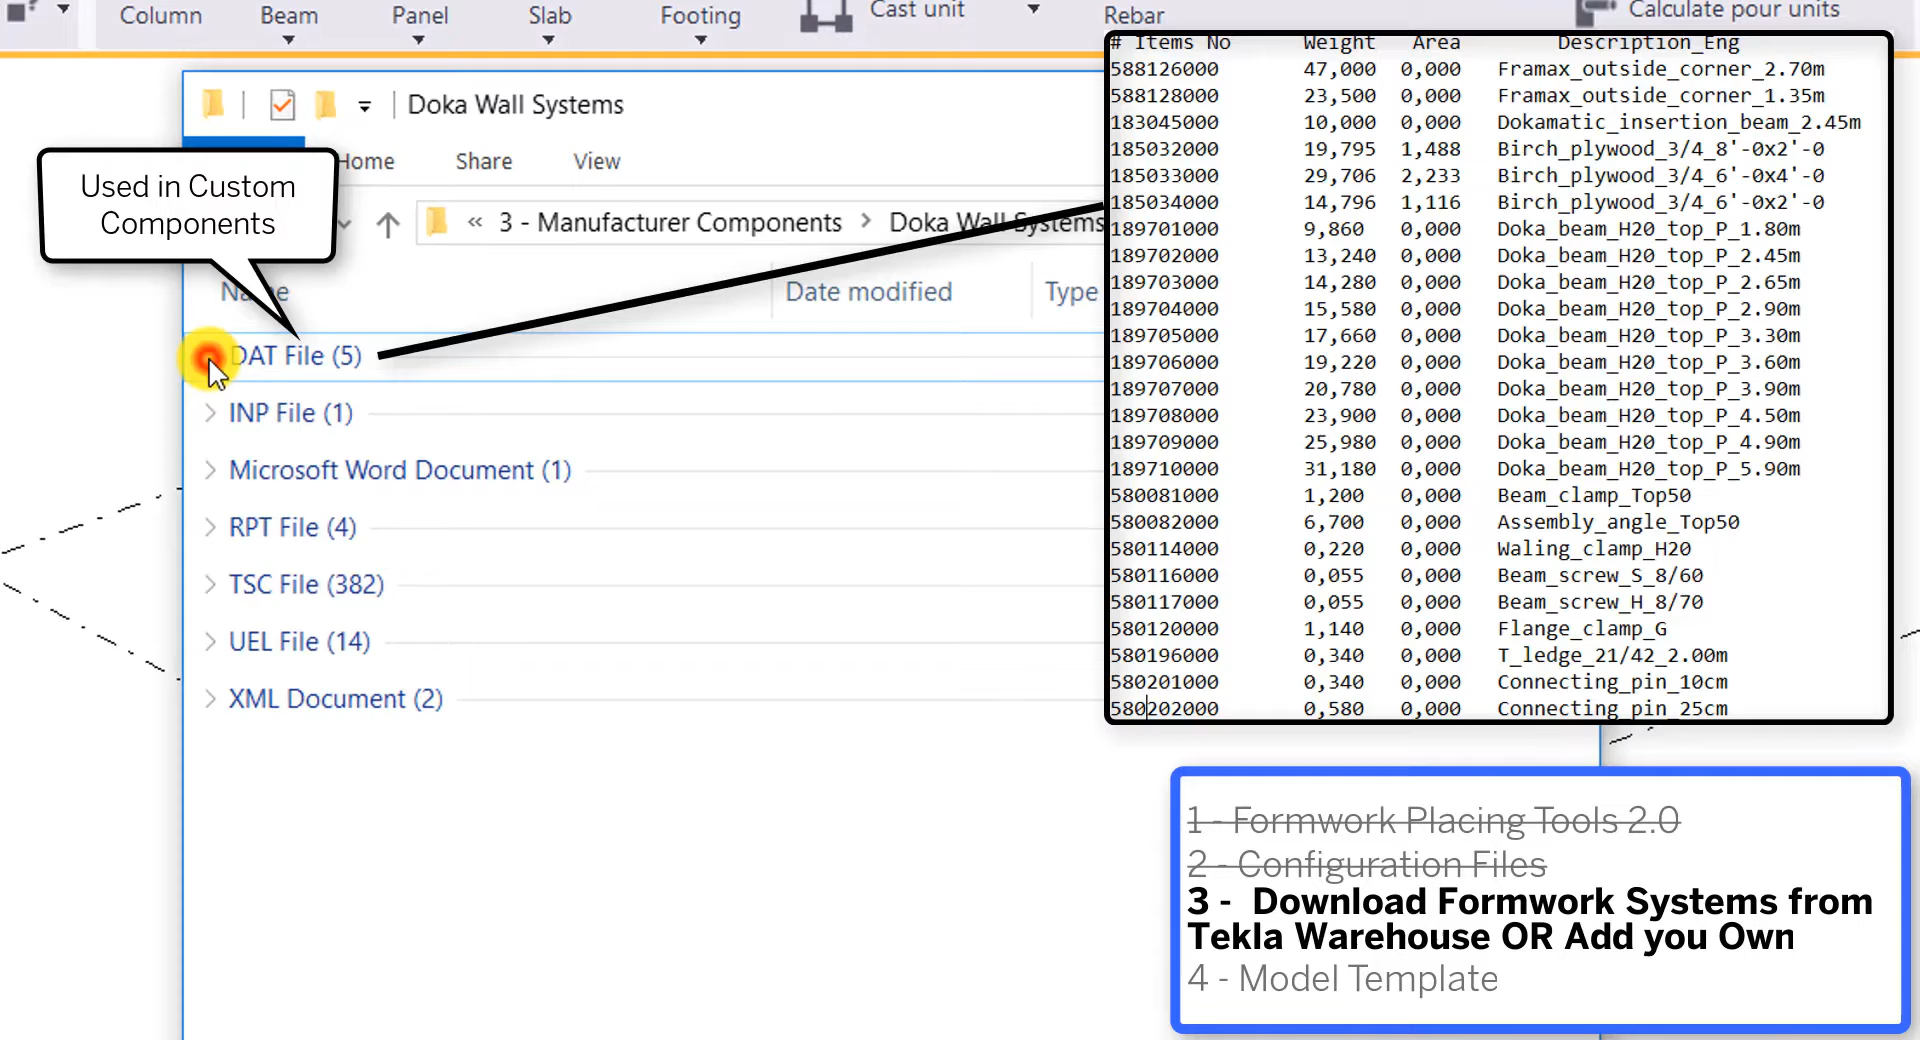 Column Beam Panel Slab Footing Cast unit Rebar Calculate pour units
Doka Wall Systems
Home Share View
« 3 - Manufacturer Components > Doka Wall Systems
Used in Custom
Components
Name Date modified Type
DAT File (5)
INP File (1)
Microsoft Word Document (1)
RPT File (4)
TSC File (382)
UEL File (14)
XML Document (2)
# Items No Weight Area Description_Eng
588126000 47,000 0,000 Framax_outside_corner_2.70m
588128000 23,500 0,000 Framax_outside_corner_1.35m
183045000 10,000 0,000 Dokamatic_insertion_beam_2.45m
185032000 19,795 1,488 Birch_plywood_3/4_8'-0x2'-0
185033000 29,706 2,233 Birch_plywood_3/4_6'-0x4'-0
185034000 14,796 1,116 Birch_plywood_3/4_6'-0x2'-0
189701000 9,860 0,000 Doka_beam_H20_top_P_1.80m
189702000 13,240 0,000 Doka_beam_H20_top_P_2.45m
189703000 14,280 0,000 Doka_beam_H20_top_P_2.65m
189704000 15,580 0,000 Doka_beam_H20_top_P_2.90m
189705000 17,660 0,000 Doka_beam_H20_top_P_3.30m
189706000 19,220 0,000 Doka_beam_H20_top_P_3.60m
189707000 20,780 0,000 Doka_beam_H20_top_P_3.90m
189708000 23,900 0,000 Doka_beam_H20_top_P_4.50m
189709000 25,980 0,000 Doka_beam_H20_top_P_4.90m
189710000 31,180 0,000 Doka_beam_H20_top_P_5.90m
580081000 1,200 0,000 Beam_clamp_Top50
580082000 6,700 0,000 Assembly_angle_Top50
580114000 0,220 0,000 Waling_clamp_H20
580116000 0,055 0,000 Beam_screw_S_8/60
580117000 0,055 0,000 Beam_screw_H_8/70
580120000 1,140 0,000 Flange_clamp_G
580196000 0,340 0,000 T_ledge_21/42_2.00m
580201000 0,340 0,000 Connecting_pin_10cm
580202000 0,580 0,000 Connecting_pin_25cm
1 - Formwork Placing Tools 2.0
2 - Configuration Files
3 - Download Formwork Systems from
Tekla Warehouse OR Add you Own
4 - Model Template